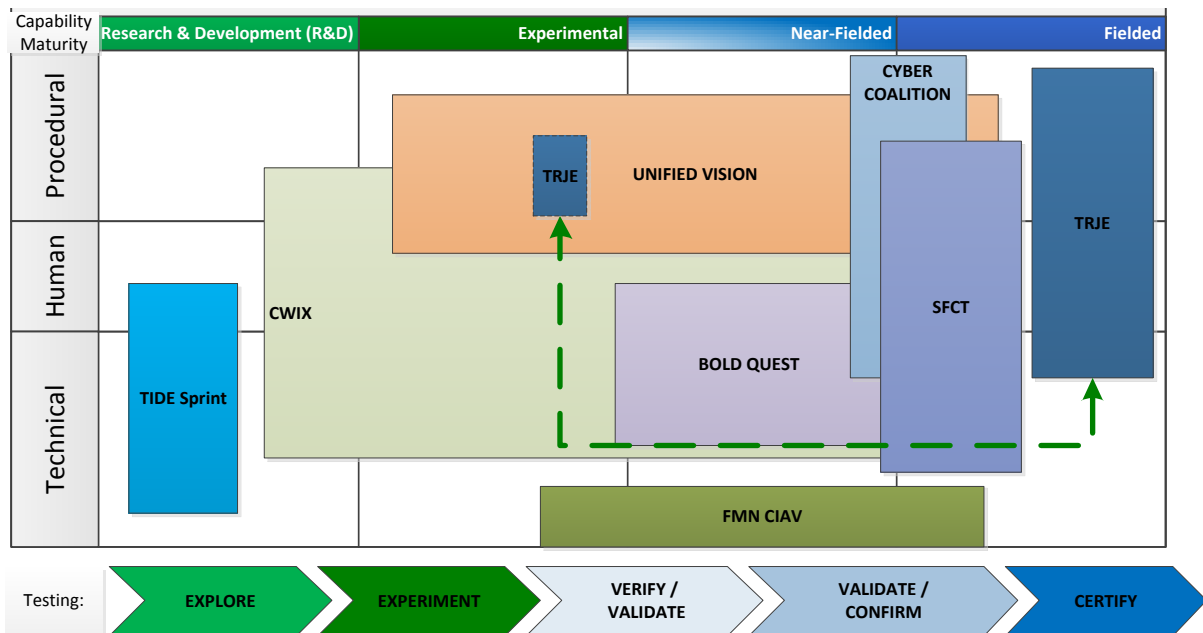 Capability
Maturity
Research & Development (R&D)
Experimental
Near-Fielded
Fielded
Procedural
Human
Technical
CYBER
COALITION
TRJE
UNIFIED VISION
TRJE
CWIX
SFCT
BOLD QUEST
TIDE Sprint
FMN CIAV
Testing:
EXPLORE
EXPERIMENT
VERIFY /
VALIDATE
VALIDATE /
CONFIRM
CERTIFY